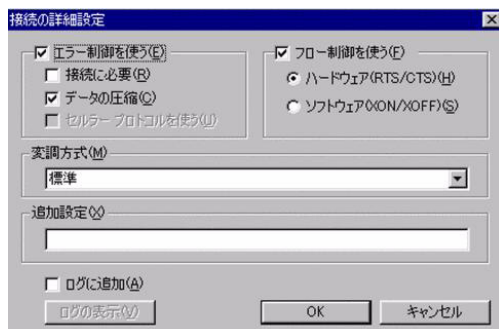 接続の詳細設定
エラー制御を使う(E)
接続に必要(R)
データの圧縮(C)
セルラー プロトコルを使う(U)
フロー制御を使う(F)
ハードウェア(RTS/CTS)(H)
ソフトウェア(XON/XOFF)(S)
変調方式(M)
標準
追加設定(X)
ログに追加(A)
ログの表示(V)
OK
キャンセル